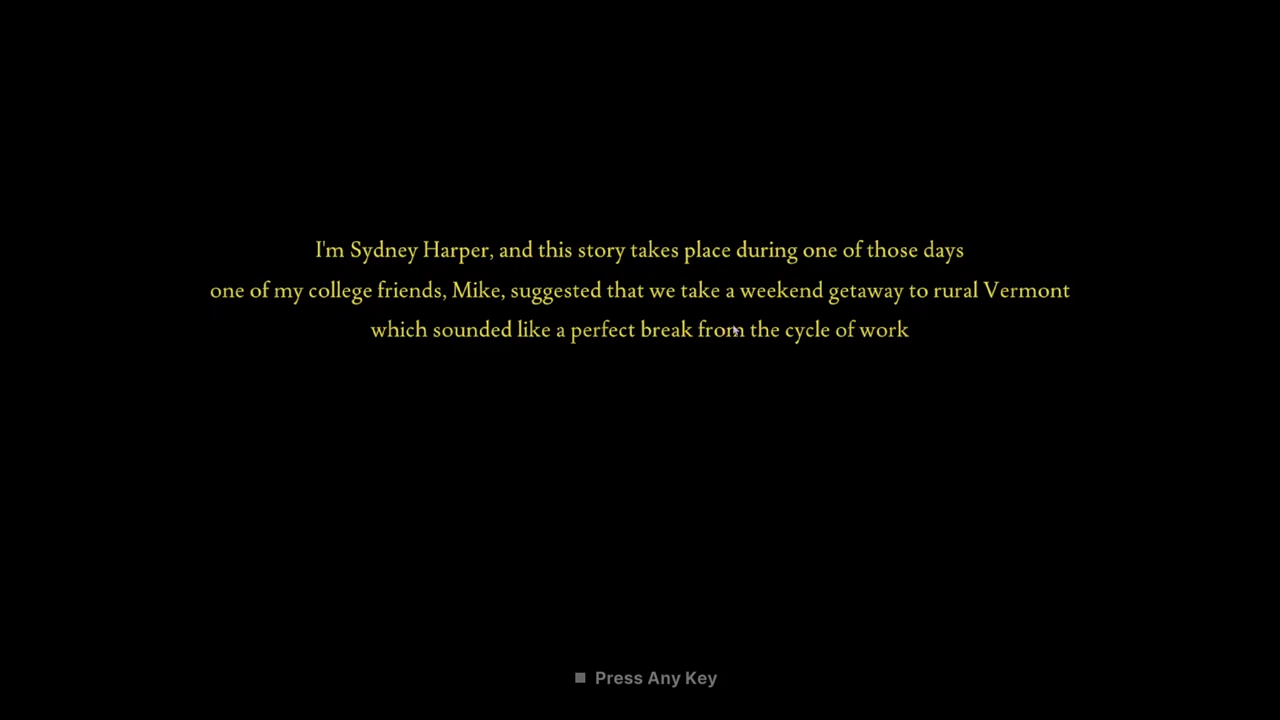 I'm Sydney Harper, and this story takes place during one of those days
one of my college friends, Mike, suggested that we take a weekend getaway to rural Vermont
which sounded like a perfect break from the cycle of work
Press Any Key